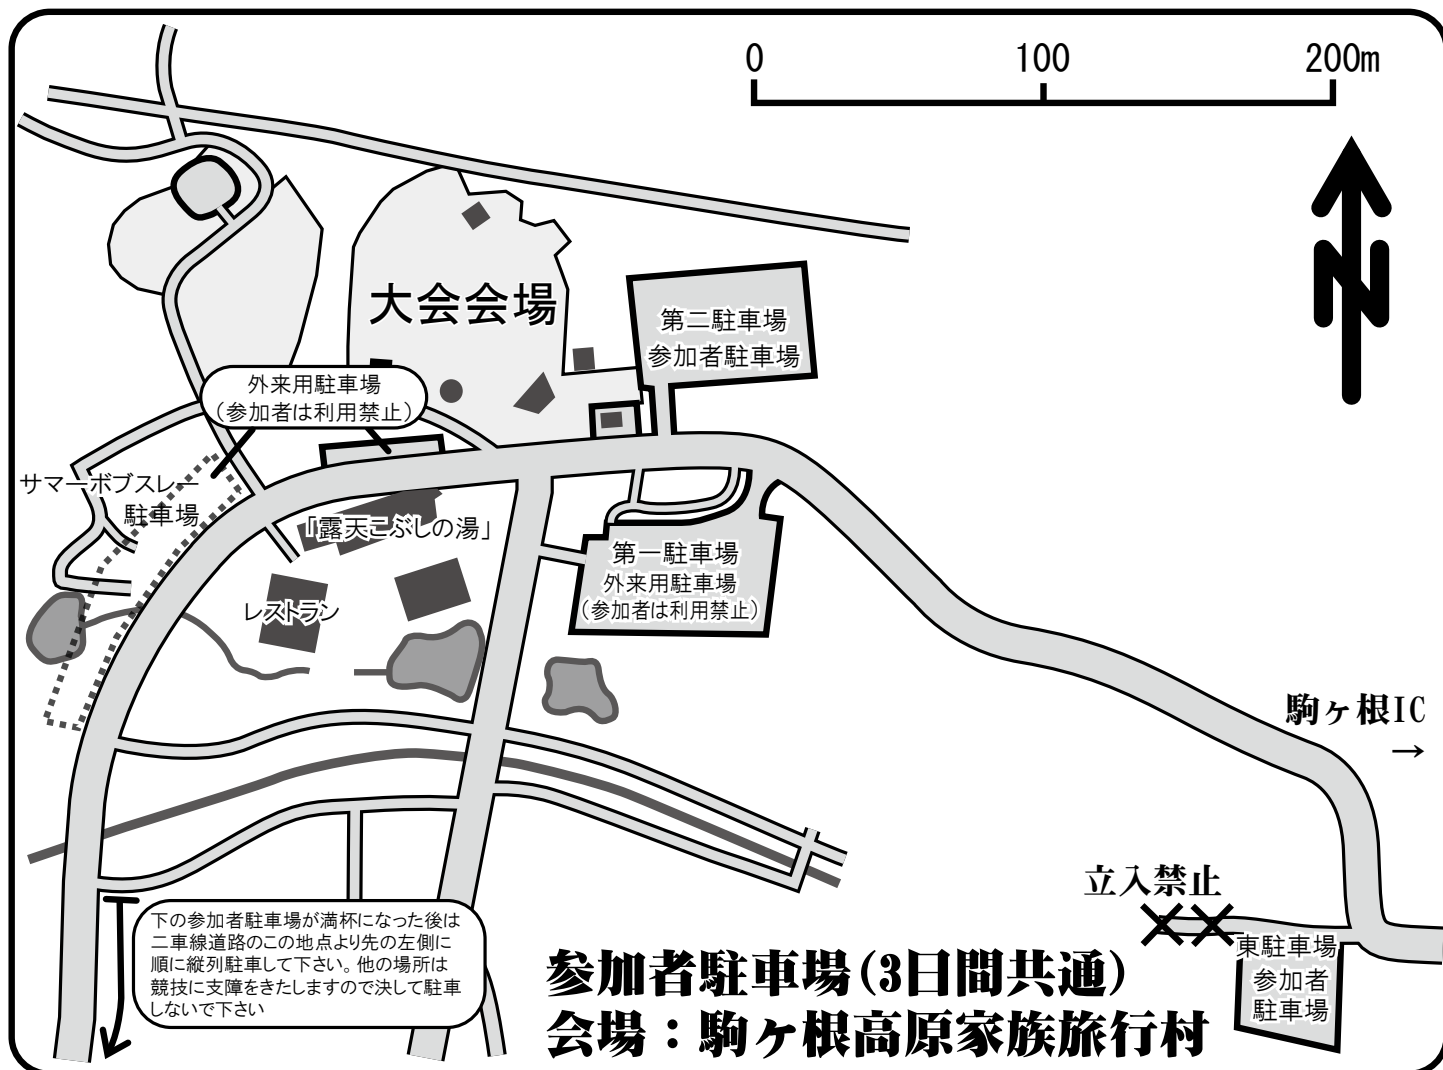 0 100 200m
N
大会会場
第二駐車場
参加者駐車場
外来用駐車場
(参加者は利用禁止)
サマーボブスレー
駐車場
「露天こぶしの湯」
第一駐車場
外来用駐車場
(参加者は利用禁止)
レストラン
駒ヶ根IC
→
立入禁止
東駐車場
参加者
駐車場
下の参加者駐車場が満杯になった後は
二車線道路のこの地点より先の左側に
順に縦列駐車して下さい。他の場所は
競技に支障をきたしますので決して駐車
しないで下さい
参加者駐車場(3日間共通)
会場:駒ヶ根高原家族旅行村